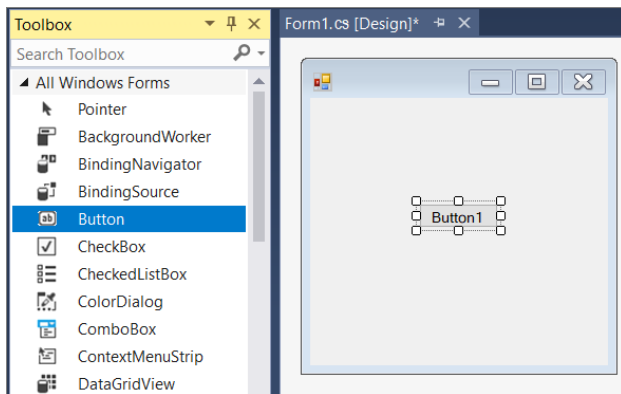 Toolbox
Search Toolbox
All Windows Forms
Pointer
BackgroundWorker
BindingNavigator
BindingSource
Button
CheckBox
CheckedListBox
ColorDialog
ComboBox
ContextMenuStrip
DataGridView
Form1.cs [Design]*
Button1